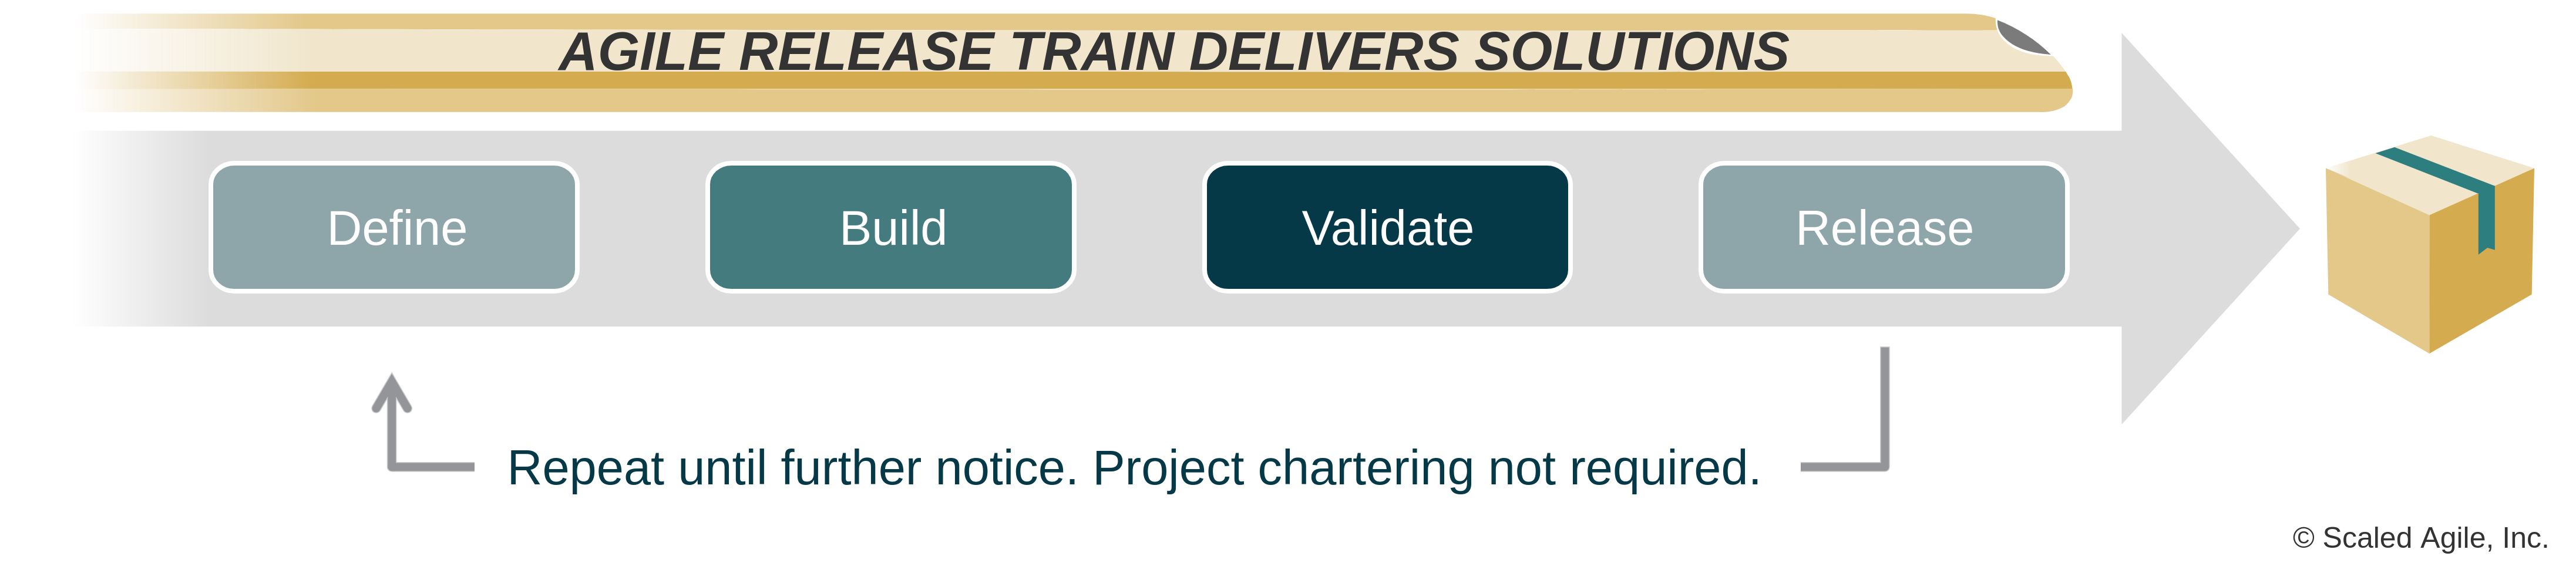 AGILE RELEASE TRAIN DELIVERS SOLUTIONS
Define
Build
Validate
Release
Repeat until further notice. Project chartering not required.
© Scaled Agile, Inc.